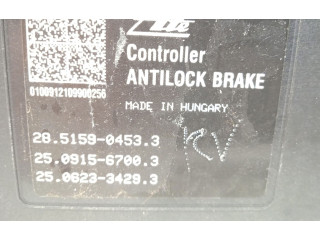 Ate
Controller
ANTILOCK BRAKE
0100912109900256
MADE IN HUNGARY
28.5159-0453.3
25.0915-6700.3
25.0623-3429.3